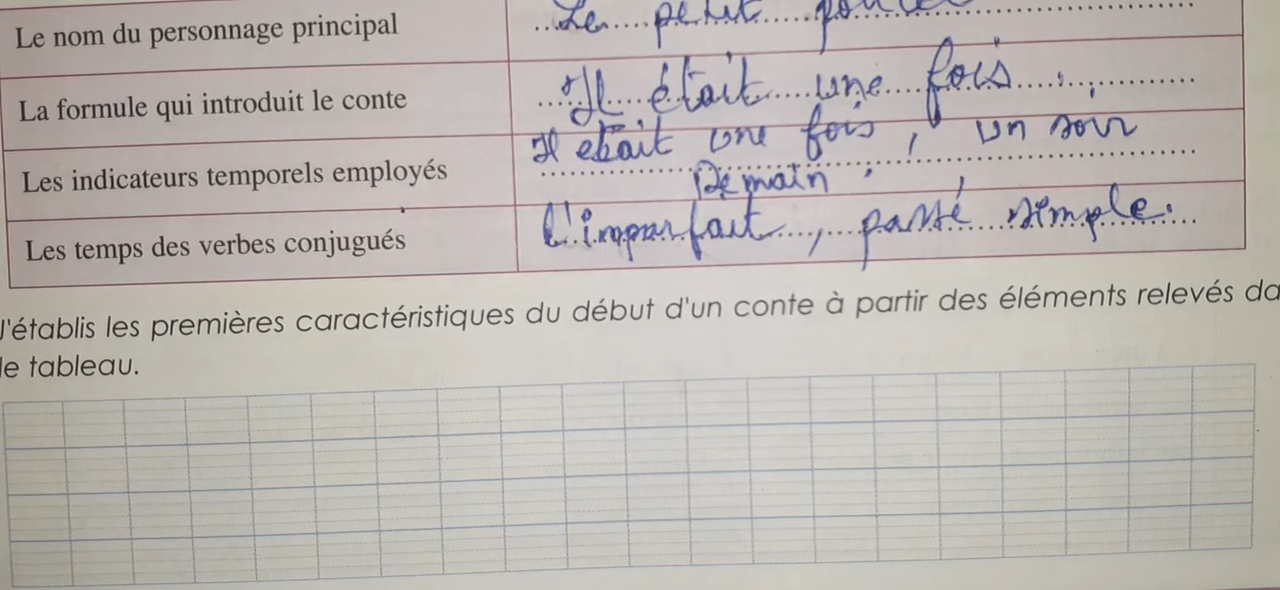 Le nom du personnage principal Le petit
La formule qui introduit le conte Il était une fois.
Les indicateurs temporels employés Il etait une fois, un soir
Demain
Les temps des verbes conjugués l'imparfait, passé simple.
J'établis les premières caractéristiques du début d'un conte à partir des éléments relevés da
le tableau.